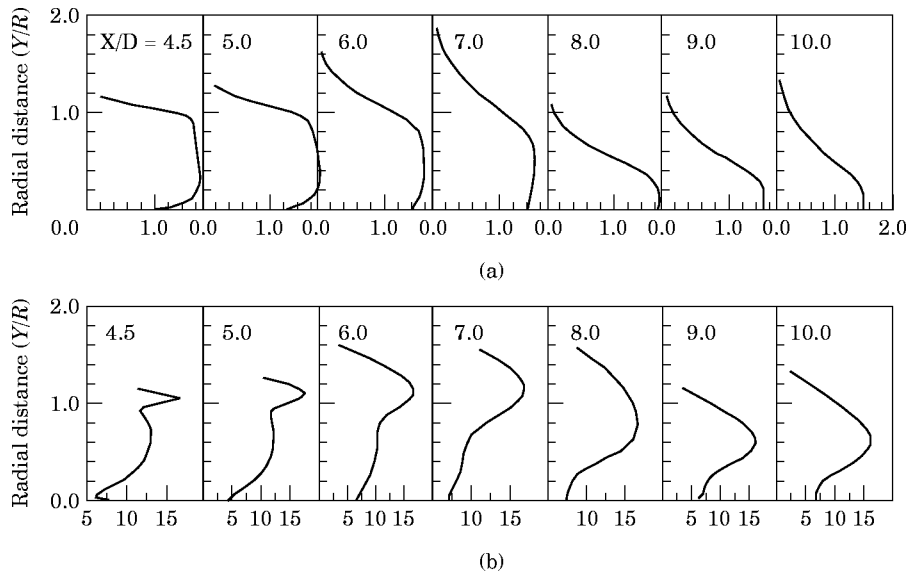 2.0
X/D = 4.5 5.0 6.0 7.0 8.0 9.0 10.0
Radial distance (Y/R)
1.0
0.0 1.0 0.0 1.0 0.0 1.0 0.0 1.0 0.0 1.0 0.0 1.0 0.0 1.0 2.0
(a)
2.0
4.5 5.0 6.0 7.0 8.0 9.0 10.0
Radial distance (Y/R)
1.0
0.0
5 10 15 5 10 15 5 10 15 5 10 15 5 10 15 5 10 15 5 10 15
(b)